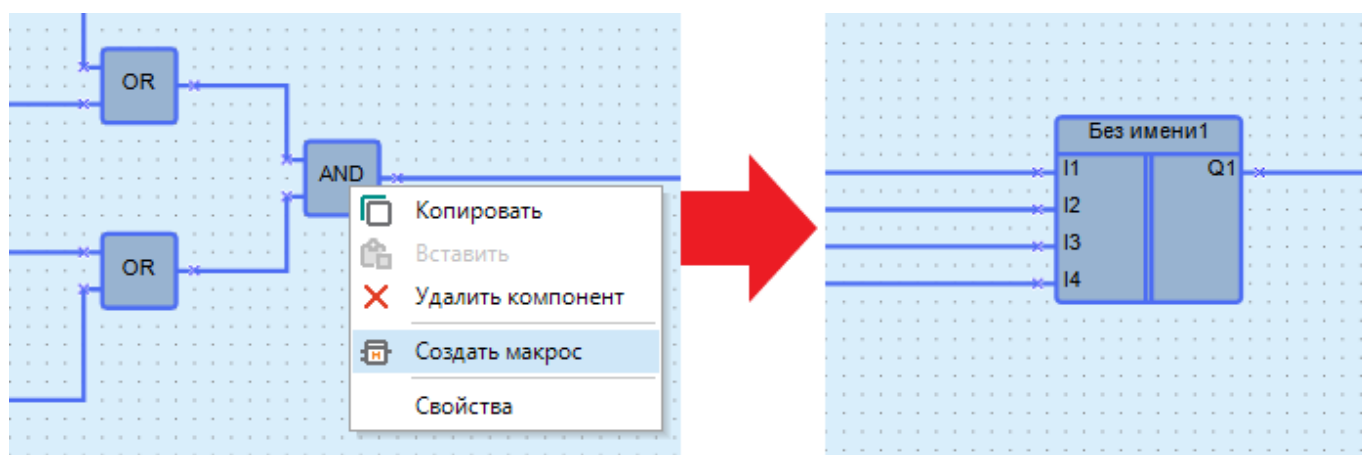 OR
AND
OR
Копировать
Вставить
Удалить компонент
Создать макрос
Свойства
Без имени1
I1 Q1
I2
I3
I4